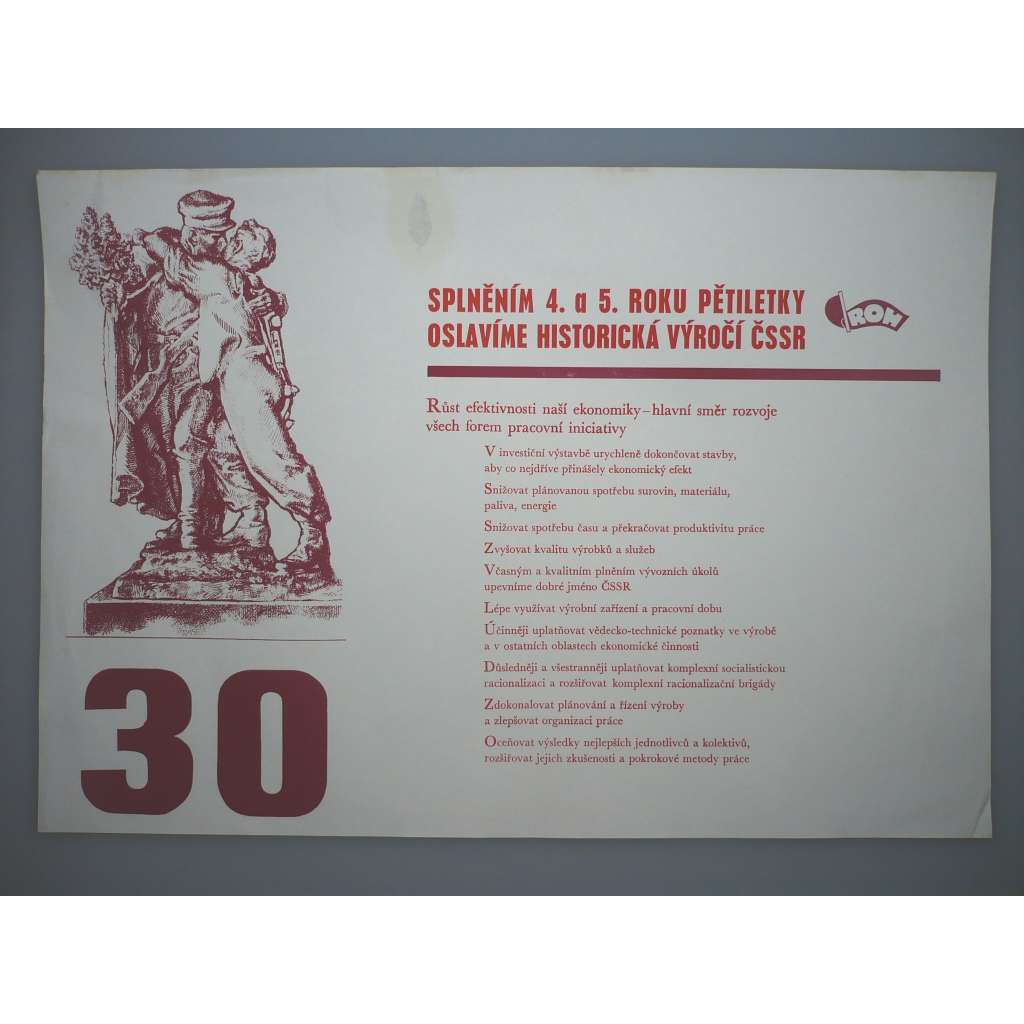 SPLNĚNÍM 4. a 5. ROKU PĚTILETKY
OSLAVÍME HISTORICKÁ VÝROČÍ ČSSR
ROH
Růst efektivnosti naší ekonomiky – hlavní směr rozvoje
všech forem pracovní iniciativy
V investiční výstavbě urychleně dokončovat stavby,
aby co nejdříve přinášely ekonomický efekt
Snižovat plánovanou spotřebu surovin, materiálu,
paliva, energie
Snižovat spotřebu času a překračovat produktivitu práce
Zvyšovat kvalitu výrobků a služeb
Včasným a kvalitním plněním vývozních úkolů
upevníme dobré jméno ČSSR
Lépe využívat výrobní zařízení a pracovní dobu
Účinněji uplatňovat vědecko-technické poznatky ve výrobě
a v ostatních oblastech ekonomické činnosti
Důsledněji a všestranněji uplatňovat komplexní socialistickou
racionalizaci a rozšiřovat komplexní racionalizační brigády
Zdokonalovat plánování a řízení výroby
a zlepšovat organizaci práce
Oceňovat výsledky nejlepších jednotlivců a kolektivů,
rozšiřovat jejich zkušenosti a pokrokové metody práce
30